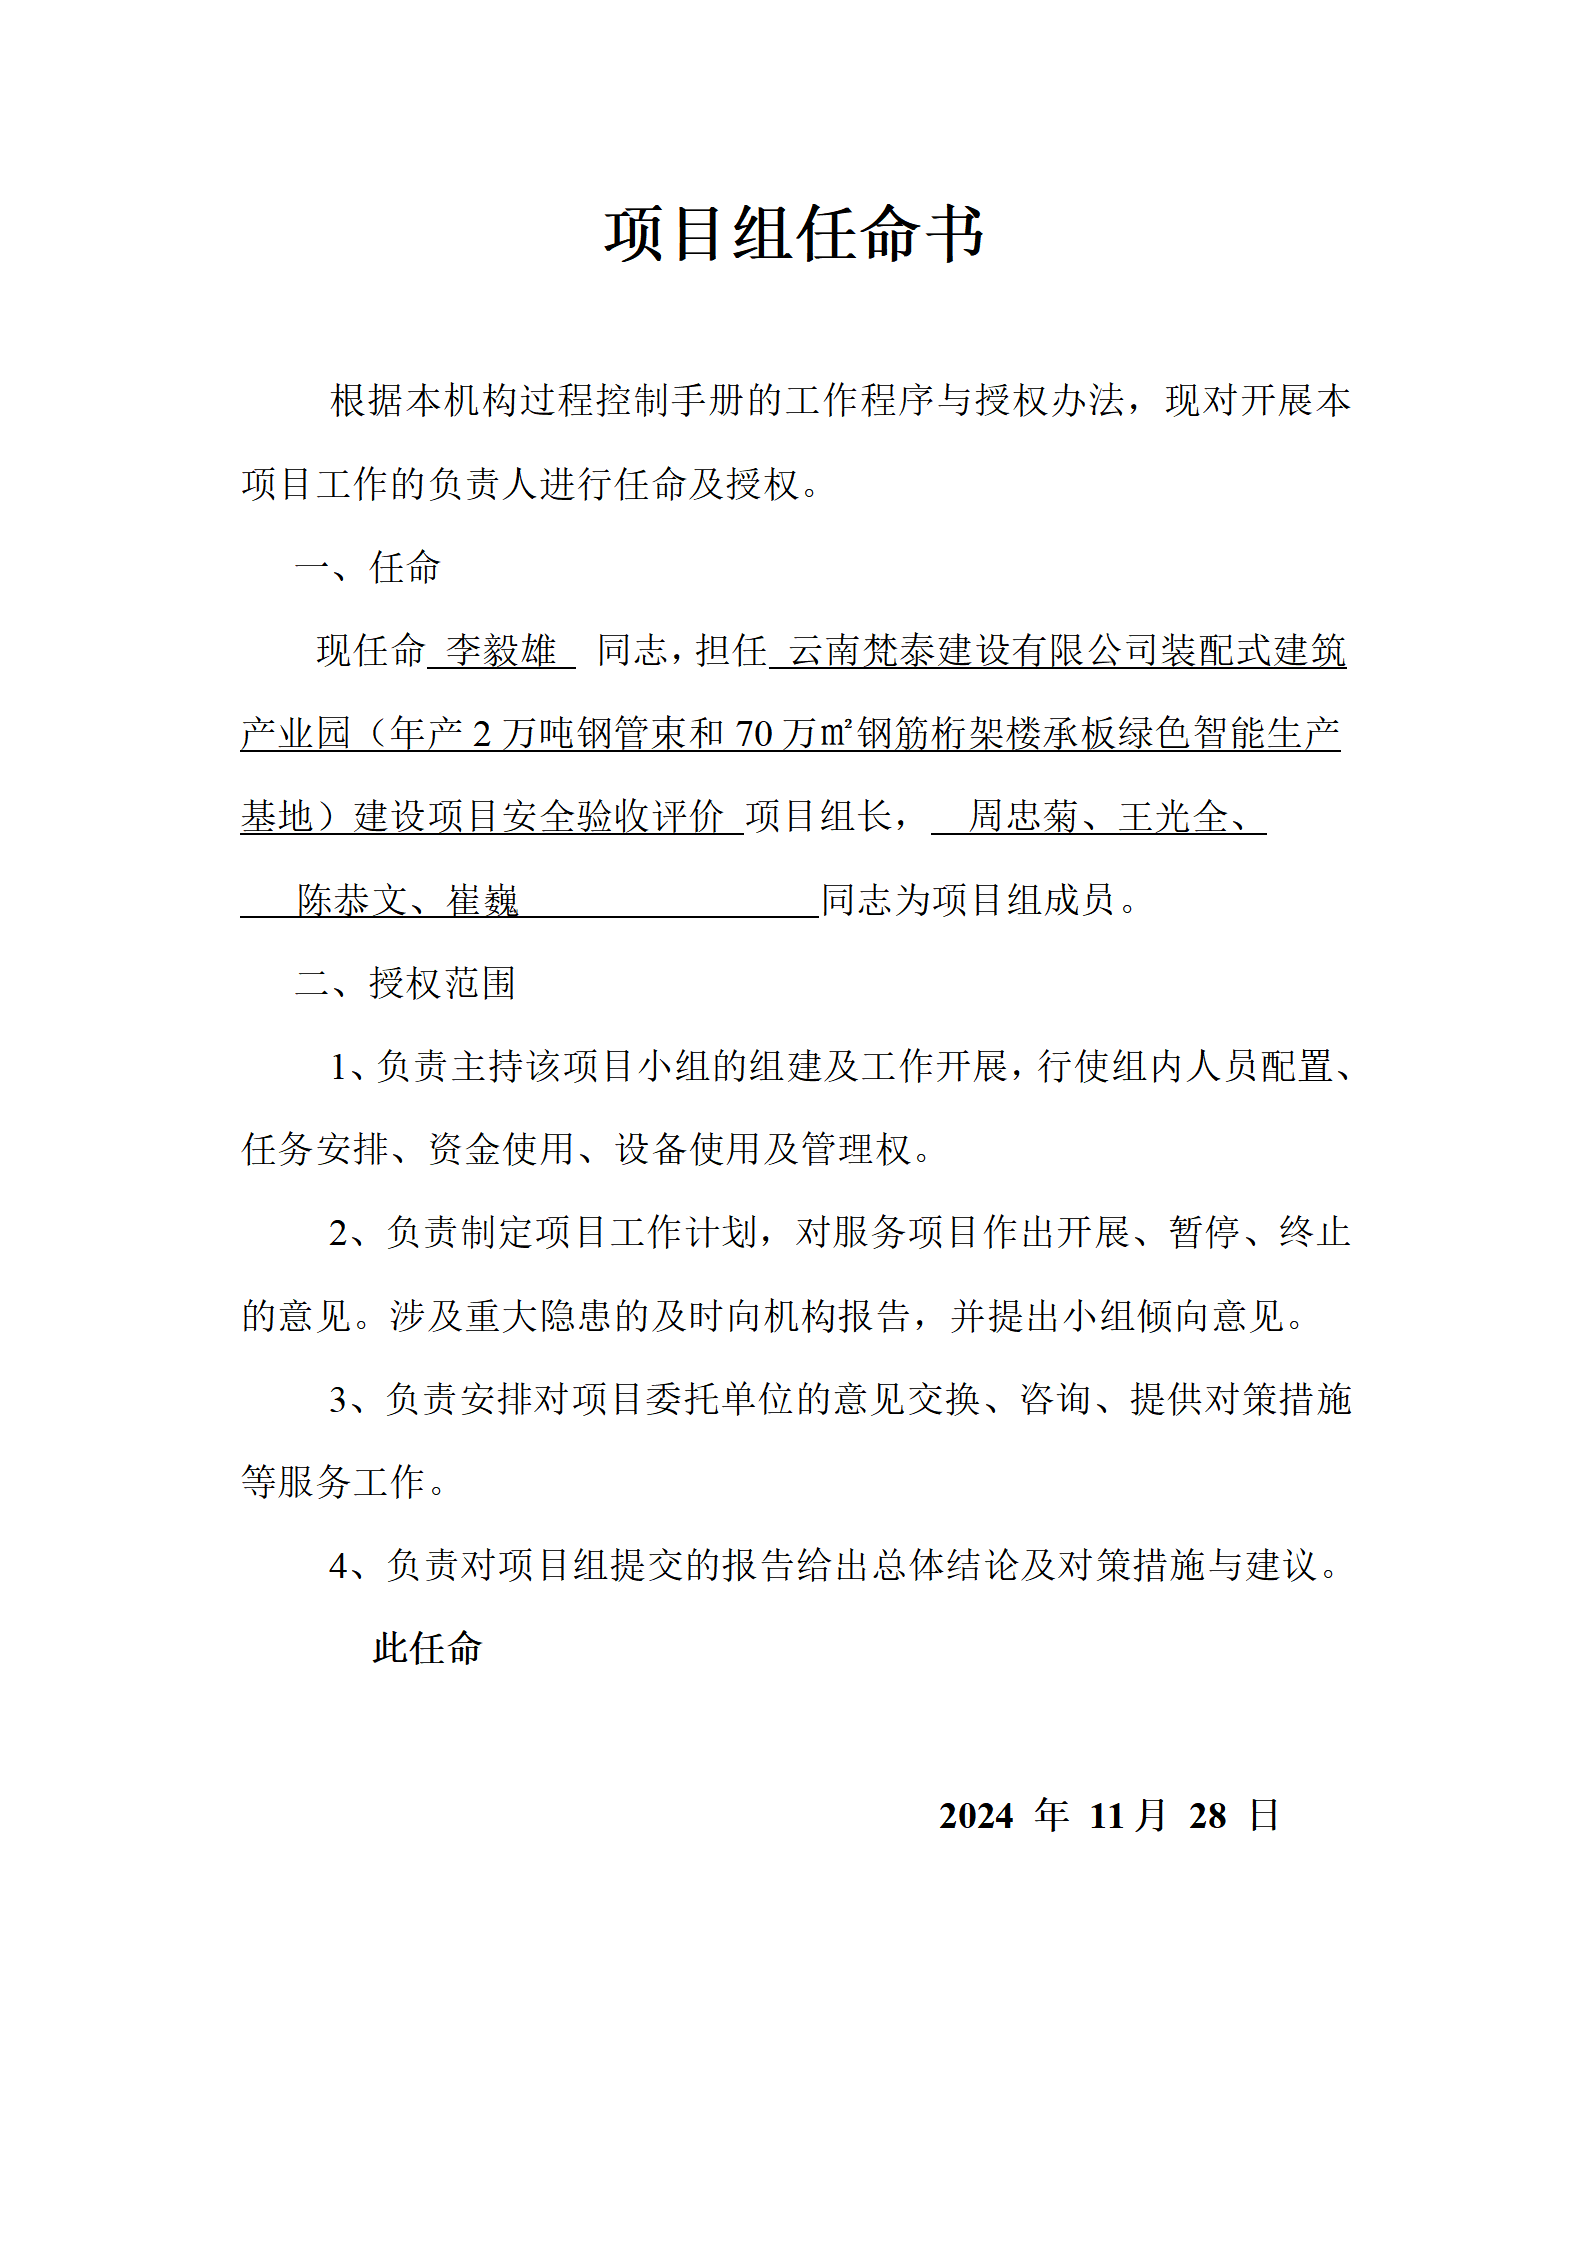 项目组任命书
根据本机构过程控制手册的工作程序与授权办法，现对开展本
项目工作的负责人进行任命及授权。
一、任命
现任命 李毅雄 同志，担任 云南梵泰建设有限公司装配式建筑
产业园（年产 2 万吨钢管束和 70 万㎡钢筋桁架楼承板绿色智能生产
基地）建设项目安全验收评价 项目组长， 周忠菊、王光全、
陈恭文、崔巍 同志为项目组成员。
二、授权范围
1、负责主持该项目小组的组建及工作开展，行使组内人员配置、
任务安排、资金使用、设备使用及管理权。
2、负责制定项目工作计划，对服务项目作出开展、暂停、终止
的意见。涉及重大隐患的及时向机构报告，并提出小组倾向意见。
3、负责安排对项目委托单位的意见交换、咨询、提供对策措施
等服务工作。
4、负责对项目组提交的报告给出总体结论及对策措施与建议。
此任命
2024 年 11月 28 日